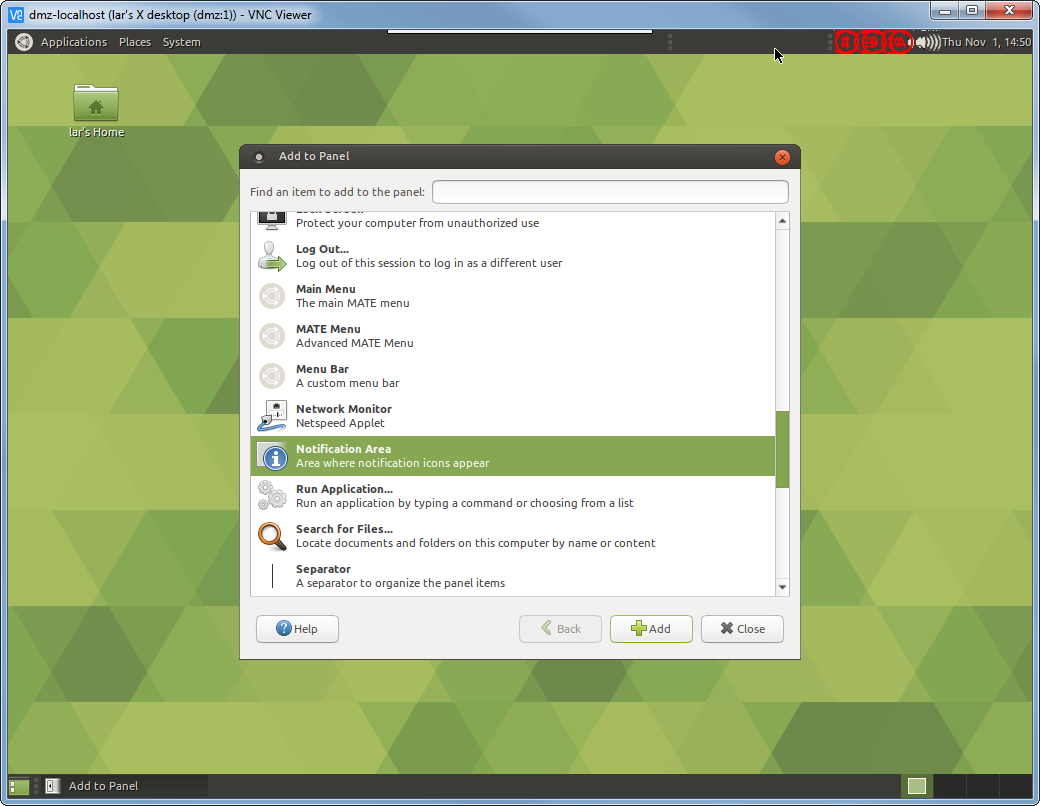 dmz-localhost (lar's X desktop (dmz:1)) - VNC Viewer
Applications Places System
Thu Nov 1, 14:50
lar's Home
Add to Panel
Find an item to add to the panel:
Protect your computer from unauthorized use
Log Out...
Log out of this session to log in as a different user
Main Menu
The main MATE menu
MATE Menu
Advanced MATE Menu
Menu Bar
A custom menu bar
Network Monitor
Netspeed Applet
Notification Area
Area where notification icons appear
Run Application...
Run an application by typing a command or choosing from a list
Search for Files...
Locate documents and folders on this computer by name or content
Separator
A separator to organize the panel items
Help
Back
Add
Close
Add to Panel